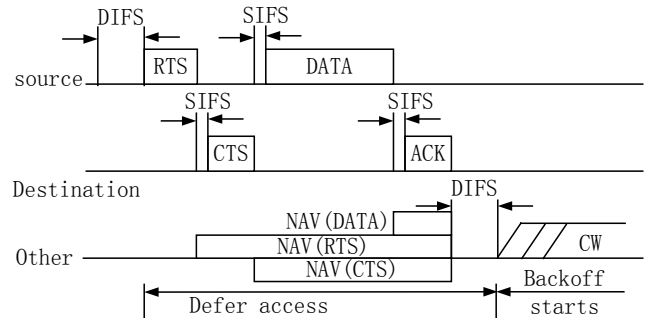 DIFS
SIFS
RTS
DATA
source
SIFS
SIFS
CTS
ACK
Destination
DIFS
NAV(DATA)
NAV(RTS)
CW
Other
NAV(CTS)
Backoff
starts
Defer access